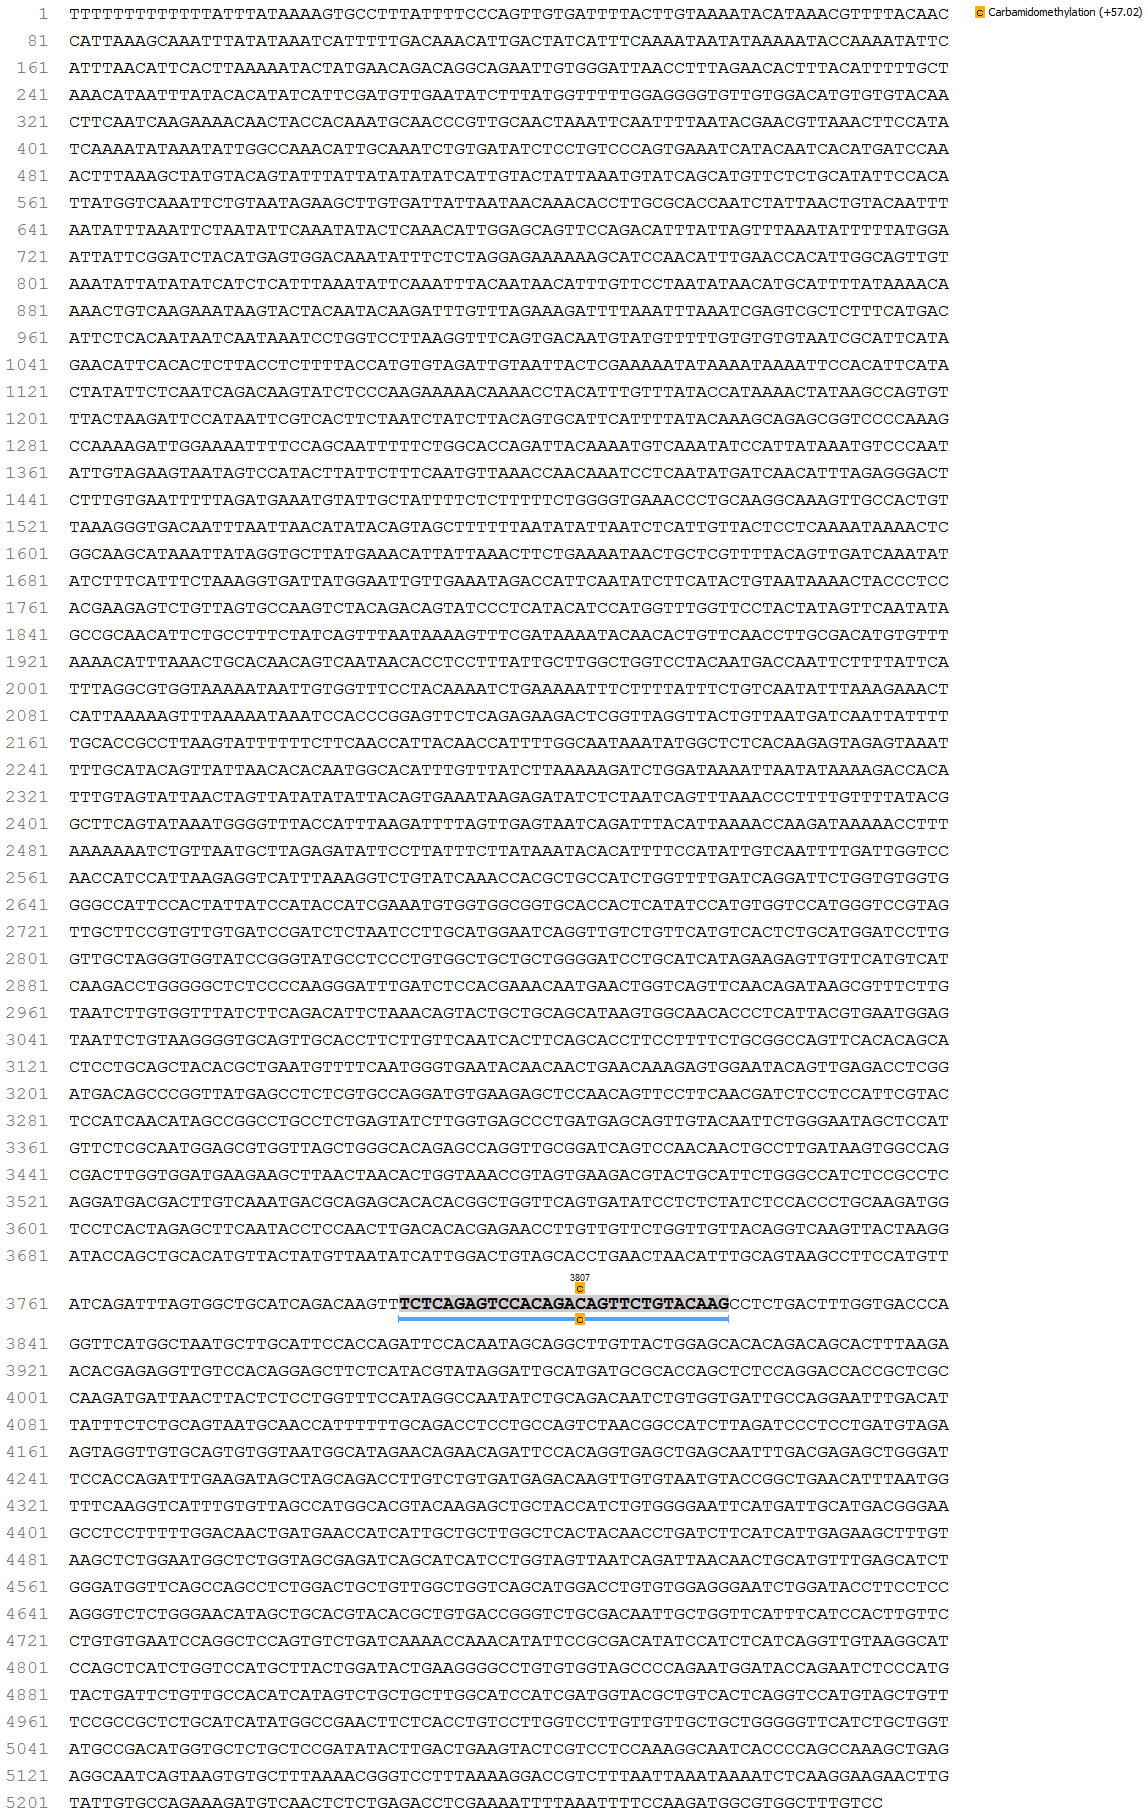 C Carbamidomethylation (+57.02)
1 TTTTTTTTTTTTTTATTTATAAAAGTGCCTTTATTTTCCCAGTTGTGATTTTACTTGTAAAATACATAAACGTTTTACAAC
81 CATTAAAGCAAATTTATATAAATCATTTTTGACAAACATTGACTATCATTTCAAAATAATATAAAAATACCAAAATATTC
161 ATTTAACATTCACTTAAAAATACTATGAACAGACAGGCAGAATTGTGGGATTAACCTTTAGAACACTTTACATTTTTGCT
241 AAACATAATTTATACACATATCATTCGATGTTGAATATCTTTATGGTTTTTGGAGGGGTGTTGTGGACATGTGTGTACAA
321 CTTCAATCAAGAAAACAACTACCACAAATGCAACCCGTTGCAACTAAATTCAATTTTAATACGAACGTTAAACTTCCATA
401 TCAAAATATAAATATTGGCCAAACATTGCAAATCTGTGATATCTCCTGTCCCAGTGAAATCATACAATCACATGATCCAA
481 ACTTTAAAGCTATGTACAGTATTTATTATATATATCATTGTACTATTAAATGTATCAGCATGTTCTCTGCATATTCCACA
561 TTATGGTCAAATTCTGTAATAGAAGCTTGTGATTATTAATAACAAACACCTTGCGCACCAATCTATTAACTGTACAATTT
641 AATATTTAAATTCTAATATTCAAATATACTCAAACATTGGAGCAGTTCCAGACATTTATTAGTTTAAATATTTTTATGGA
721 ATTATTCGGATCTACATGAGTGGACAAATATTTCTCTAGGAGAAAAAAGCATCCAACATTTGAACCACATTGGCAGTTGT
801 AAATATTATATATCATCTCATTTAAATATTCAAATTTACAATAACATTTGTTCCTAATATAACATGCATTTTATAAAACA
881 AAACTGTCAAGAAATAAGTACTACAATACAAGATTTGTTTAGAAAGATTTTAAATTTAAATCGAGTCGCTCTTTCATGAC
961 ATTCTCACAATAATCAATAAATCCTGGTCCTTAAGGTTTCAGTGACAATGTATGTTTTTGTGTGTGTAATCGCATTCATA
1041 GAACATTCACACTCTTACCTCTTTTACCATGTGTAGATTGTAATTACTCGAAAAATATAAAATAAAATTCCACATTCATA
1121 CTATATTCTCAATCAGACAAGTATCTCCCAAGAAAAACAAAACCTACATTTGTTTATACCATAAAACTATAAGCCAGTGT
1201 TTACTAAGATTCCATAATTCGTCACTTCTAATCTATCTTACAGTGCATTCATTTTATACAAAGCAGAGCGGTCCCCAAAG
1281 CCAAAAGATTGGAAAATTTTCCAGCAATTTTTCTGGCACCAGATTACAAAATGTCAAATATCCATTATAAATGTCCCAAT
1361 ATTGTAGAAGTAATAGTCCATACTTATTCTTTCAATGTTAAACCAACAAATCCTCAATATGATCAACATTTAGAGGGACT
1441 CTTTGTGAATTTTTAGATGAAATGTATTGCTATTTTCTCTTTTTCTGGGGTGAAACCCTGCAAGGCAAAGTTGCCACTGT
1521 TAAAGGGTGACAATTTAATTAACATATACAGTAGCTTTTTTAATATATTAATCTCATTGTTACTCCTCAAAATAAAACTC
1601 GGCAAGCATAAATTATAGGTGCTTATGAAACATTATTAAACTTCTGAAAATAACTGCTCGTTTTACAGTTGATCAAATAT
1681 ATCTTTCATTTCTAAAGGTGATTATGGAATTGTTGAAATAGACCATTCAATATCTTCATACTGTAATAAAACTACCCTCC
1761 ACGAAGAGTCTGTTAGTGCCAAGTCTACAGACAGTATCCCTCATACATCCATGGTTTGGTTCCTACTATAGTTCAATATA
1841 GCCGCAACATTCTGCCTTTCTATCAGTTTAATAAAAGTTTCGATAAAATACAACACTGTTCAACCTTGCGACATGTGTTT
1921 AAAACATTTAAACTGCACAACAGTCAATAACACCTCCTTTATTGCTTGGCTGGTCCTACAATGACCAATTCTTTTATTCA
2001 TTTAGGCGTGGTAAAAATAATTGTGGTTTCCTACAAAATCTGAAAAATTTCTTTTATTTCTGTCAATATTTAAAGAAACT
2081 CATTAAAAAGTTTAAAAATAAATCCACCCGGAGTTCTCAGAGAAGACTCGGTTAGGTTACTGTTAATGATCAATTATTTT
2161 TGCACCGCCTTAAGTATTTTTTCTTCAACCATTACAACCATTTTGGCAATAAATATGGCTCTCACAAGAGTAGAGTAAAT
2241 TTTGCATACAGTTATTAACACACAATGGCACATTTGTTTATCTTAAAAAGATCTGGATAAAATTAATATAAAAGACCACA
2321 TTTGTAGTATTAACTAGTTATATATATTACAGTGAAATAAGAGATATCTCTAATCAGTTTAAACCCTTTTGTTTTATACG
2401 GCTTCAGTATAAATGGGGTTTACCATTTAAGATTTTAGTTGAGTAATCAGATTTACATTAAAACCAAGATAAAAACCTTT
2481 AAAAAAATCTGTTAATGCTTAGAGATATTCCTTATTTCTTATAAATACACATTTTCCATATTGTCAATTTTGATTGGTCC
2561 AACCATCCATTAAGAGGTCATTTAAAGGTCTGTATCAAACCACGCTGCCATCTGGTTTTGATCAGGATTCTGGTGTGGTG
2641 GGGCCATTCCACTATTATCCATACCATCGAAATGTGGTGGCGGTGCACCACTCATATCCATGTGGTCCATGGGTCCGTAG
2721 TTGCTTCCGTGTTGTGATCCGATCTCTAATCCTTGCATGGAATCAGGTTGTCTGTTCATGTCACTCTGCATGGATCCTTG
2801 GTTGCTAGGGTGGTATCCGGGTATGCCTCCCTGTGGCTGCTGCTGGGGATCCTGCATCATAGAAGAGTTGTTCATGTCAT
2881 CAAGACCTGGGGGCTCTCCCCAAGGGATTTGATCTCCACGAAACAATGAACTGGTCAGTTCAACAGATAAGCGTTTCTTG
2961 TAATCTTGTGGTTTATCTTCAGACATTCTAAACAGTACTGCTGCAGCATAAGTGGCAACACCCTCATTACGTGAATGGAG
3041 TAATTCTGTAAGGGGTGCAGTTGCACCTTCTTGTTCAATCACTTCAGCACCTTCCTTTTCTGCGGCCAGTTCACACAGCA
3121 CTCCTGCAGCTACACGCTGAATGTTTTCAATGGGTGAATACAACAACTGAACAAAGAGTGGAATACAGTTGAGACCTCGG
3201 ATGACAGCCCGGTTATGAGCCTCTCGTGCCAGGATGTGAAGAGCTCCAACAGTTCCTTCAACGATCTCCTCCATTCGTAC
3281 TCCATCAACATAGCCGGCCTGCCTCTGAGTATCTTGGTGAGCCCTGATGAGCAGTTGTACAATTCTGGGAATAGCTCCAT
3361 GTTCTCGCAATGGAGCGTGGTTAGCTGGGCACAGAGCCAGGTTGCGGATCAGTCCAACAACTGCCTTGATAAGTGGCCAG
3441 CGACTTGGTGGATGAAGAAGCTTAACTAACACTGGTAAACCGTAGTGAAGACGTACTGCATTCTGGGCCATCTCCGCCTC
3521 AGGATGACGACTTGTCAAATGACGCAGAGCACACACGGCTGGTTCAGTGATATCCTCTCTATCTCCACCCTGCAAGATGG
3601 TCCTCACTAGAGCTTCAATACCTCCAACTTGACACACGAGAACCTTGTTGTTCTGGTTGTTACAGGTCAAGTTACTAAGG
3681 ATACCAGCTGCACATGTTACTATGTTAATATCATTGGACTGTAGCACCTGAACTAACATTTGCAGTAAGCCTTCCATGTT
3807
C
3761 ATCAGATTTAGTGGCTGCATCAGACAAGTTTCTCAGAGTCCACAGACAGTTCTGTACAAGCCTCTGACTTTGGTGACCCA
C
3841 GGTTCATGGCTAATGCTTGCATTCCACCAGATTCCACAATAGCAGGCTTGTTACTGGAGCACACAGACAGCACTTTAAGA
3921 ACACGAGAGGTTGTCCACAGGAGCTTCTCATACGTATAGGATTGCATGATGCGCACCAGCTCTCCAGGACCACCGCTCGC
4001 CAAGATGATTAACTTACTCTCCTGGTTTCCATAGGCCAATATCTGCAGACAATCTGTGGTGATTGCCAGGAATTTGACAT
4081 TATTTCTCTGCAGTAATGCAACCATTTTTTGCAGACCTCCTGCCAGTCTAACGGCCATCTTAGATCCCTCCTGATGTAGA
4161 AGTAGGTTGTGCAGTGTGGTAATGGCATAGAACAGAACAGATTCCACAGGTGAGCTGAGCAATTTGACGAGAGCTGGGAT
4241 TCCACCAGATTTGAAGATAGCTAGCAGACCTTGTCTGTGATGAGACAAGTTGTGTAATGTACCGGCTGAACATTTAATGG
4321 TTTCAAGGTCATTTGTGTTAGCCATGGCACGTACAAGAGCTGCTACCATCTGTGGGGAATTCATGATTGCATGACGGGAA
4401 GCCTCCTTTTTGGACAACTGATGAACCATCATTGCTGCTTGGCTCACTACAACCTGATCTTCATCATTGAGAAGCTTTGT
4481 AAGCTCTGGAATGGCTCTGGTAGCGAGATCAGCATCATCCTGGTAGTTAATCAGATTAACAACTGCATGTTTGAGCATCT
4561 GGGATGGTTCAGCCAGCCTCTGGACTGCTGTTGGCTGGTCAGCATGGACCTGTGTGGAGGGAATCTGGATACCTTCCTCC
4641 AGGGTCTCTGGGAACATAGCTGCACGTACACGCTGTGACCGGGTCTGCGACAATTGCTGGTTCATTTCATCCACTTGTTC
4721 CTGTGTGAATCCAGGCTCCAGTGTCTGATCAAAACCAAACATATTCCGCGACATATCCATCTCATCAGGTTGTAAGGCAT
4801 CCAGCTCATCTGGTCCATGCTTACTGGATACTGAAGGGGCCTGTGTGGTAGCCCCAGAATGGATACCAGAATCTCCCATG
4881 TACTGATTCTGTTGCCACATCATAGTCTGCTGCTTGGCATCCATCGATGGTACGCTGTCACTCAGGTCCATGTAGCTGTT
4961 TCCGCCGCTCTGCATCATATGGCCGAACTTCTCACCTGTCCTTGGTCCTTGTTGTTGCTGCTGGGGGTTCATCTGCTGGT
5041 ATGCCGACATGGTGCTCTGCTCCGATATACTTGACTGAAGTACTCGTCCTCCAAAGGCAATCACCCCAGCCAAAGCTGAG
5121 AGGCAATCAGTAAGTGTGCTTTAAAACGGGTCCTTTAAAAGGACCGTCTTTAATTAAATAAAATCTCAAGGAAGAACTTG
5201 TATTGTGCCAGAAAGATGTCAACTCTCTGAGACCTCGAAAATTTTAAATTTTCCAAGATGGCGTGGCTTTGTCC